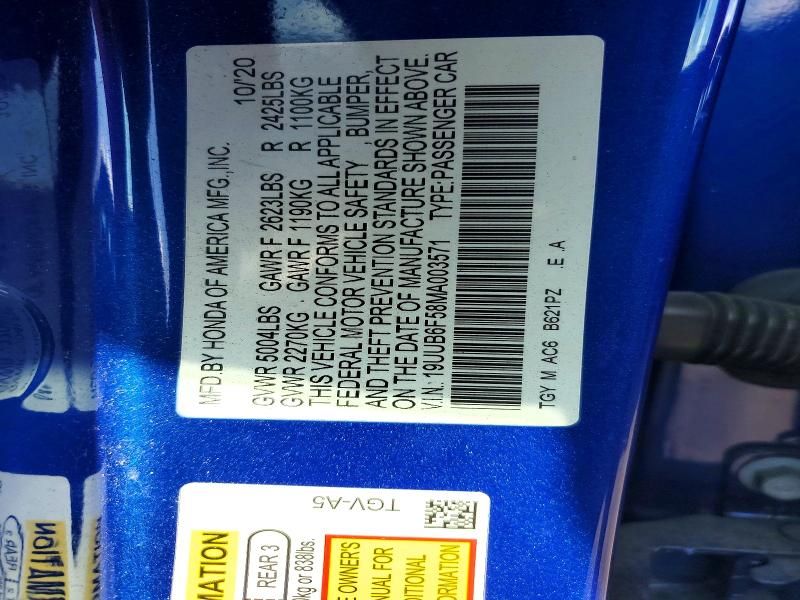 MFD.BY HONDA OF AMERICA MFG.,INC. 10/'20
GVWR 5004LBS GAWR F 2623LBS R 2425LBS
GVWR 2270KG GAWR F 1190KG R 1100KG
THIS VEHICLE CONFORMS TO ALL APPLICABLE
FEDERAL MOTOR VEHICLE SAFETY , BUMPER,
AND THEFT PREVENTION STANDARDS IN EFFECT
ON THE DATE OF MANUFACTURE SHOWN ABOVE.
V.I.N.:19UUB6F58MA003571 TYPE:PASSENGER CAR
TGY M AC6 B621PZ .E .A
TGV-A5
MATION
REAR 3
kg or 838lbs.
E OWNER'S
NUAL FOR
DITIONAL
ORMATION